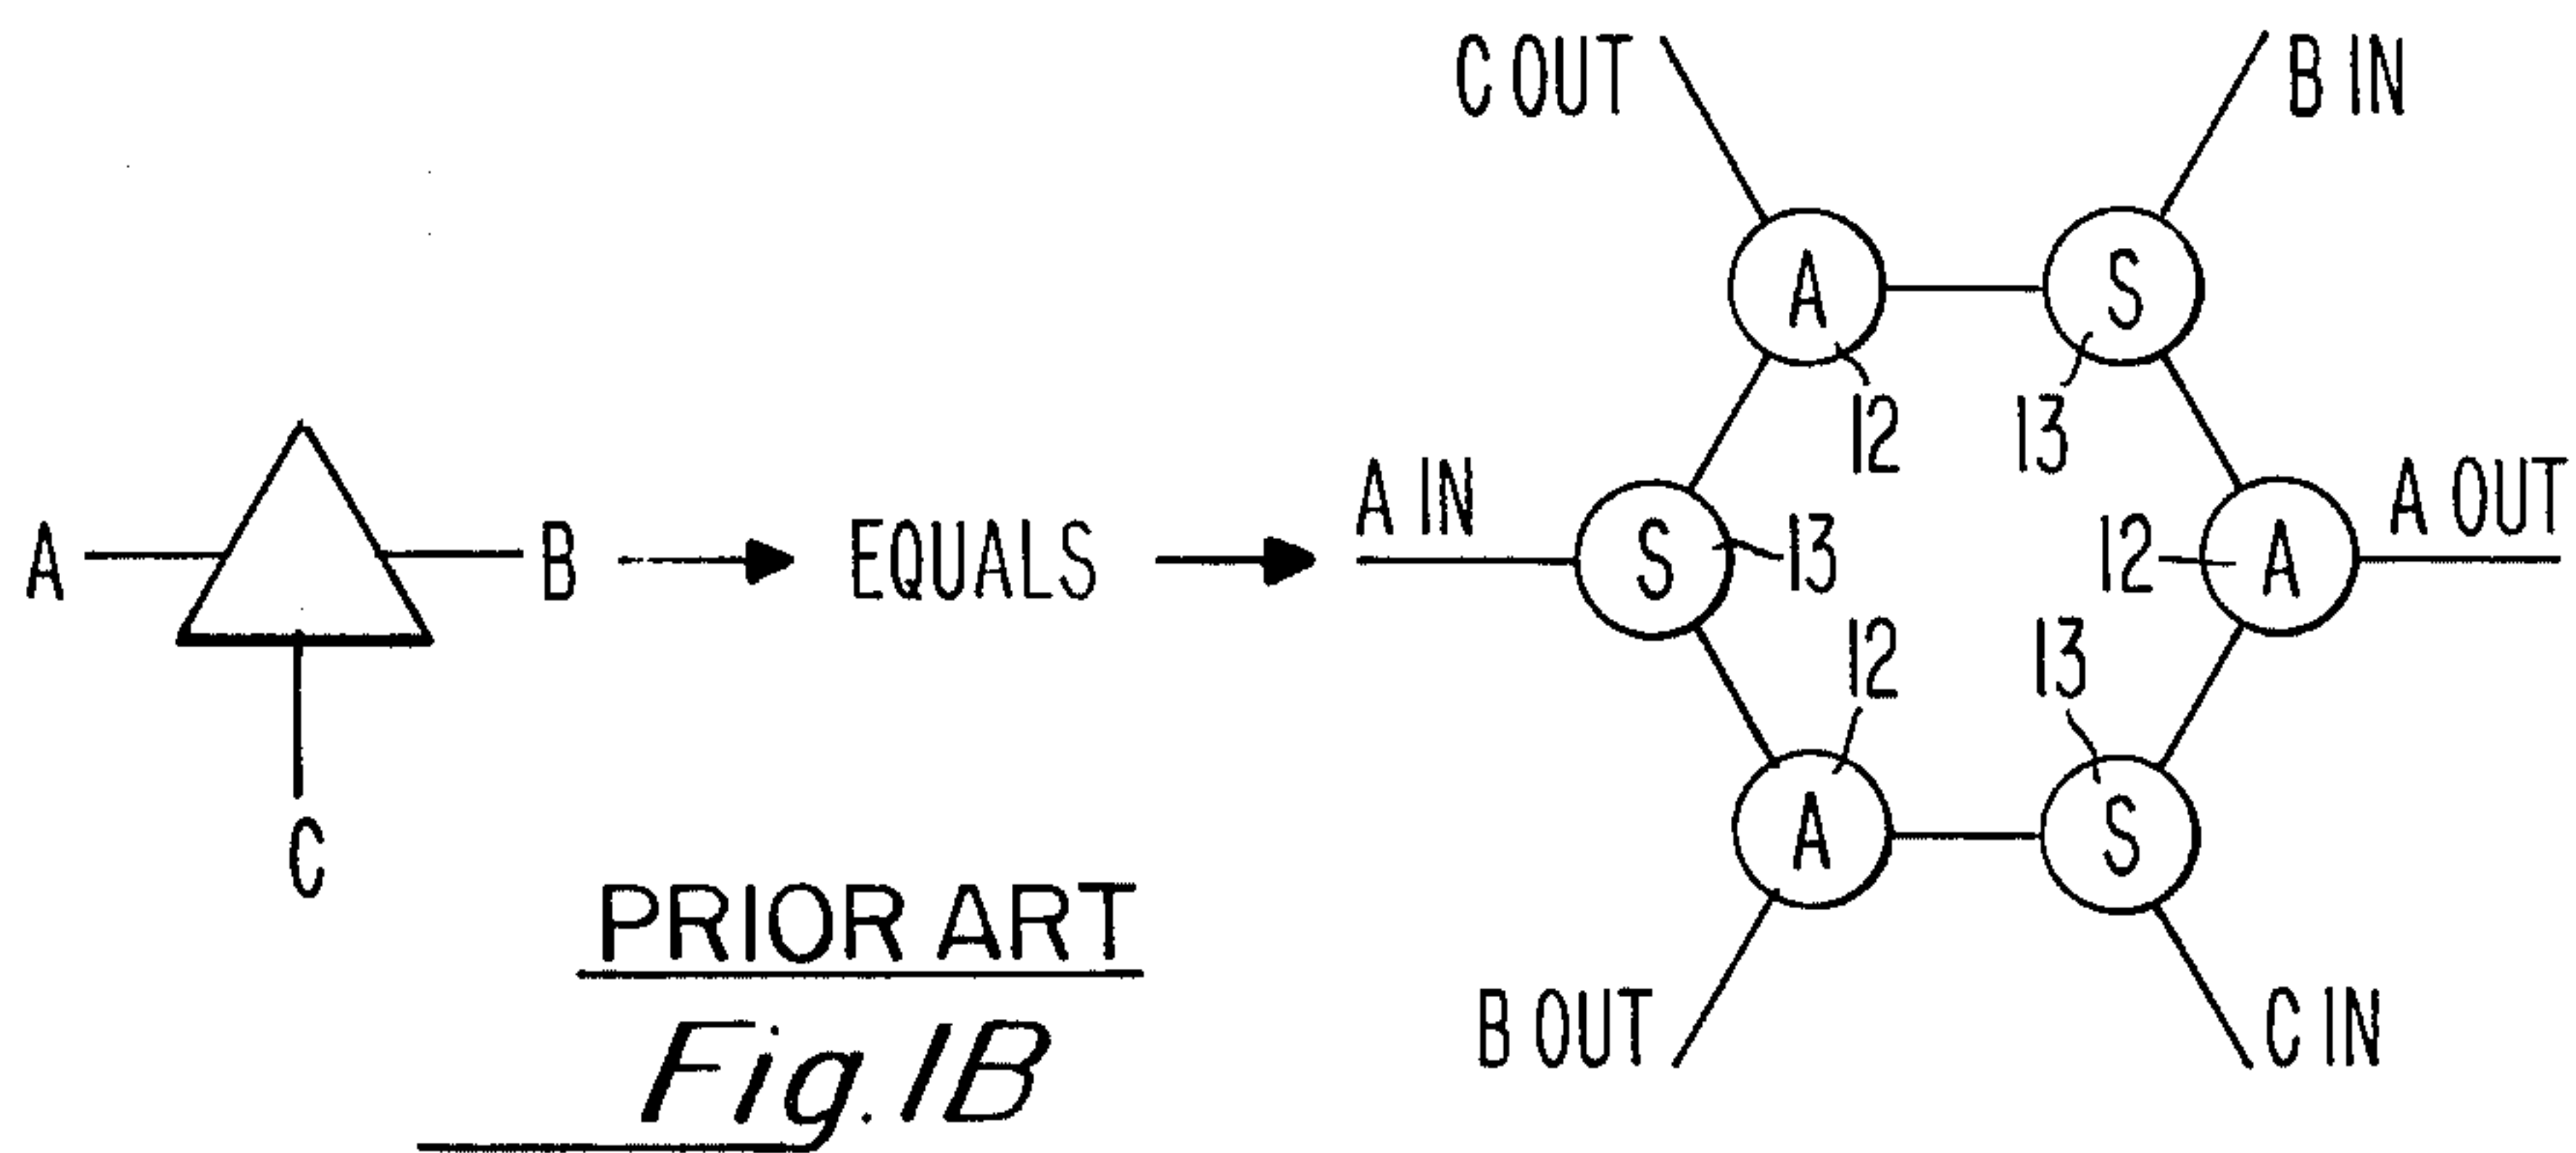 C OUT
B IN
A
S
12
13
A IN
A OUT
A
B
EQUALS
S
13
12
A
12
13
A
S
C
PRIOR ART
B OUT
C IN
Fig. 1B